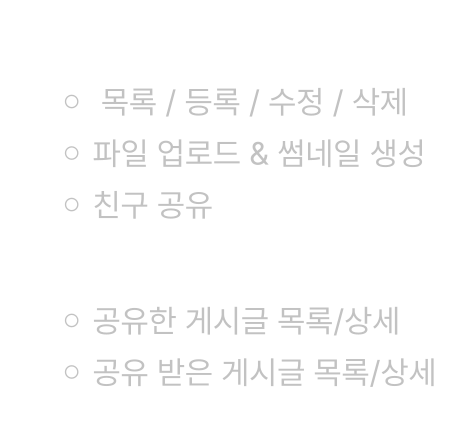 ○ 목록 / 등록 / 수정 / 삭제
○ 파일 업로드 & 썸네일 생성
○ 친구 공유
○ 공유한 게시글 목록/상세
○ 공유 받은 게시글 목록/상세